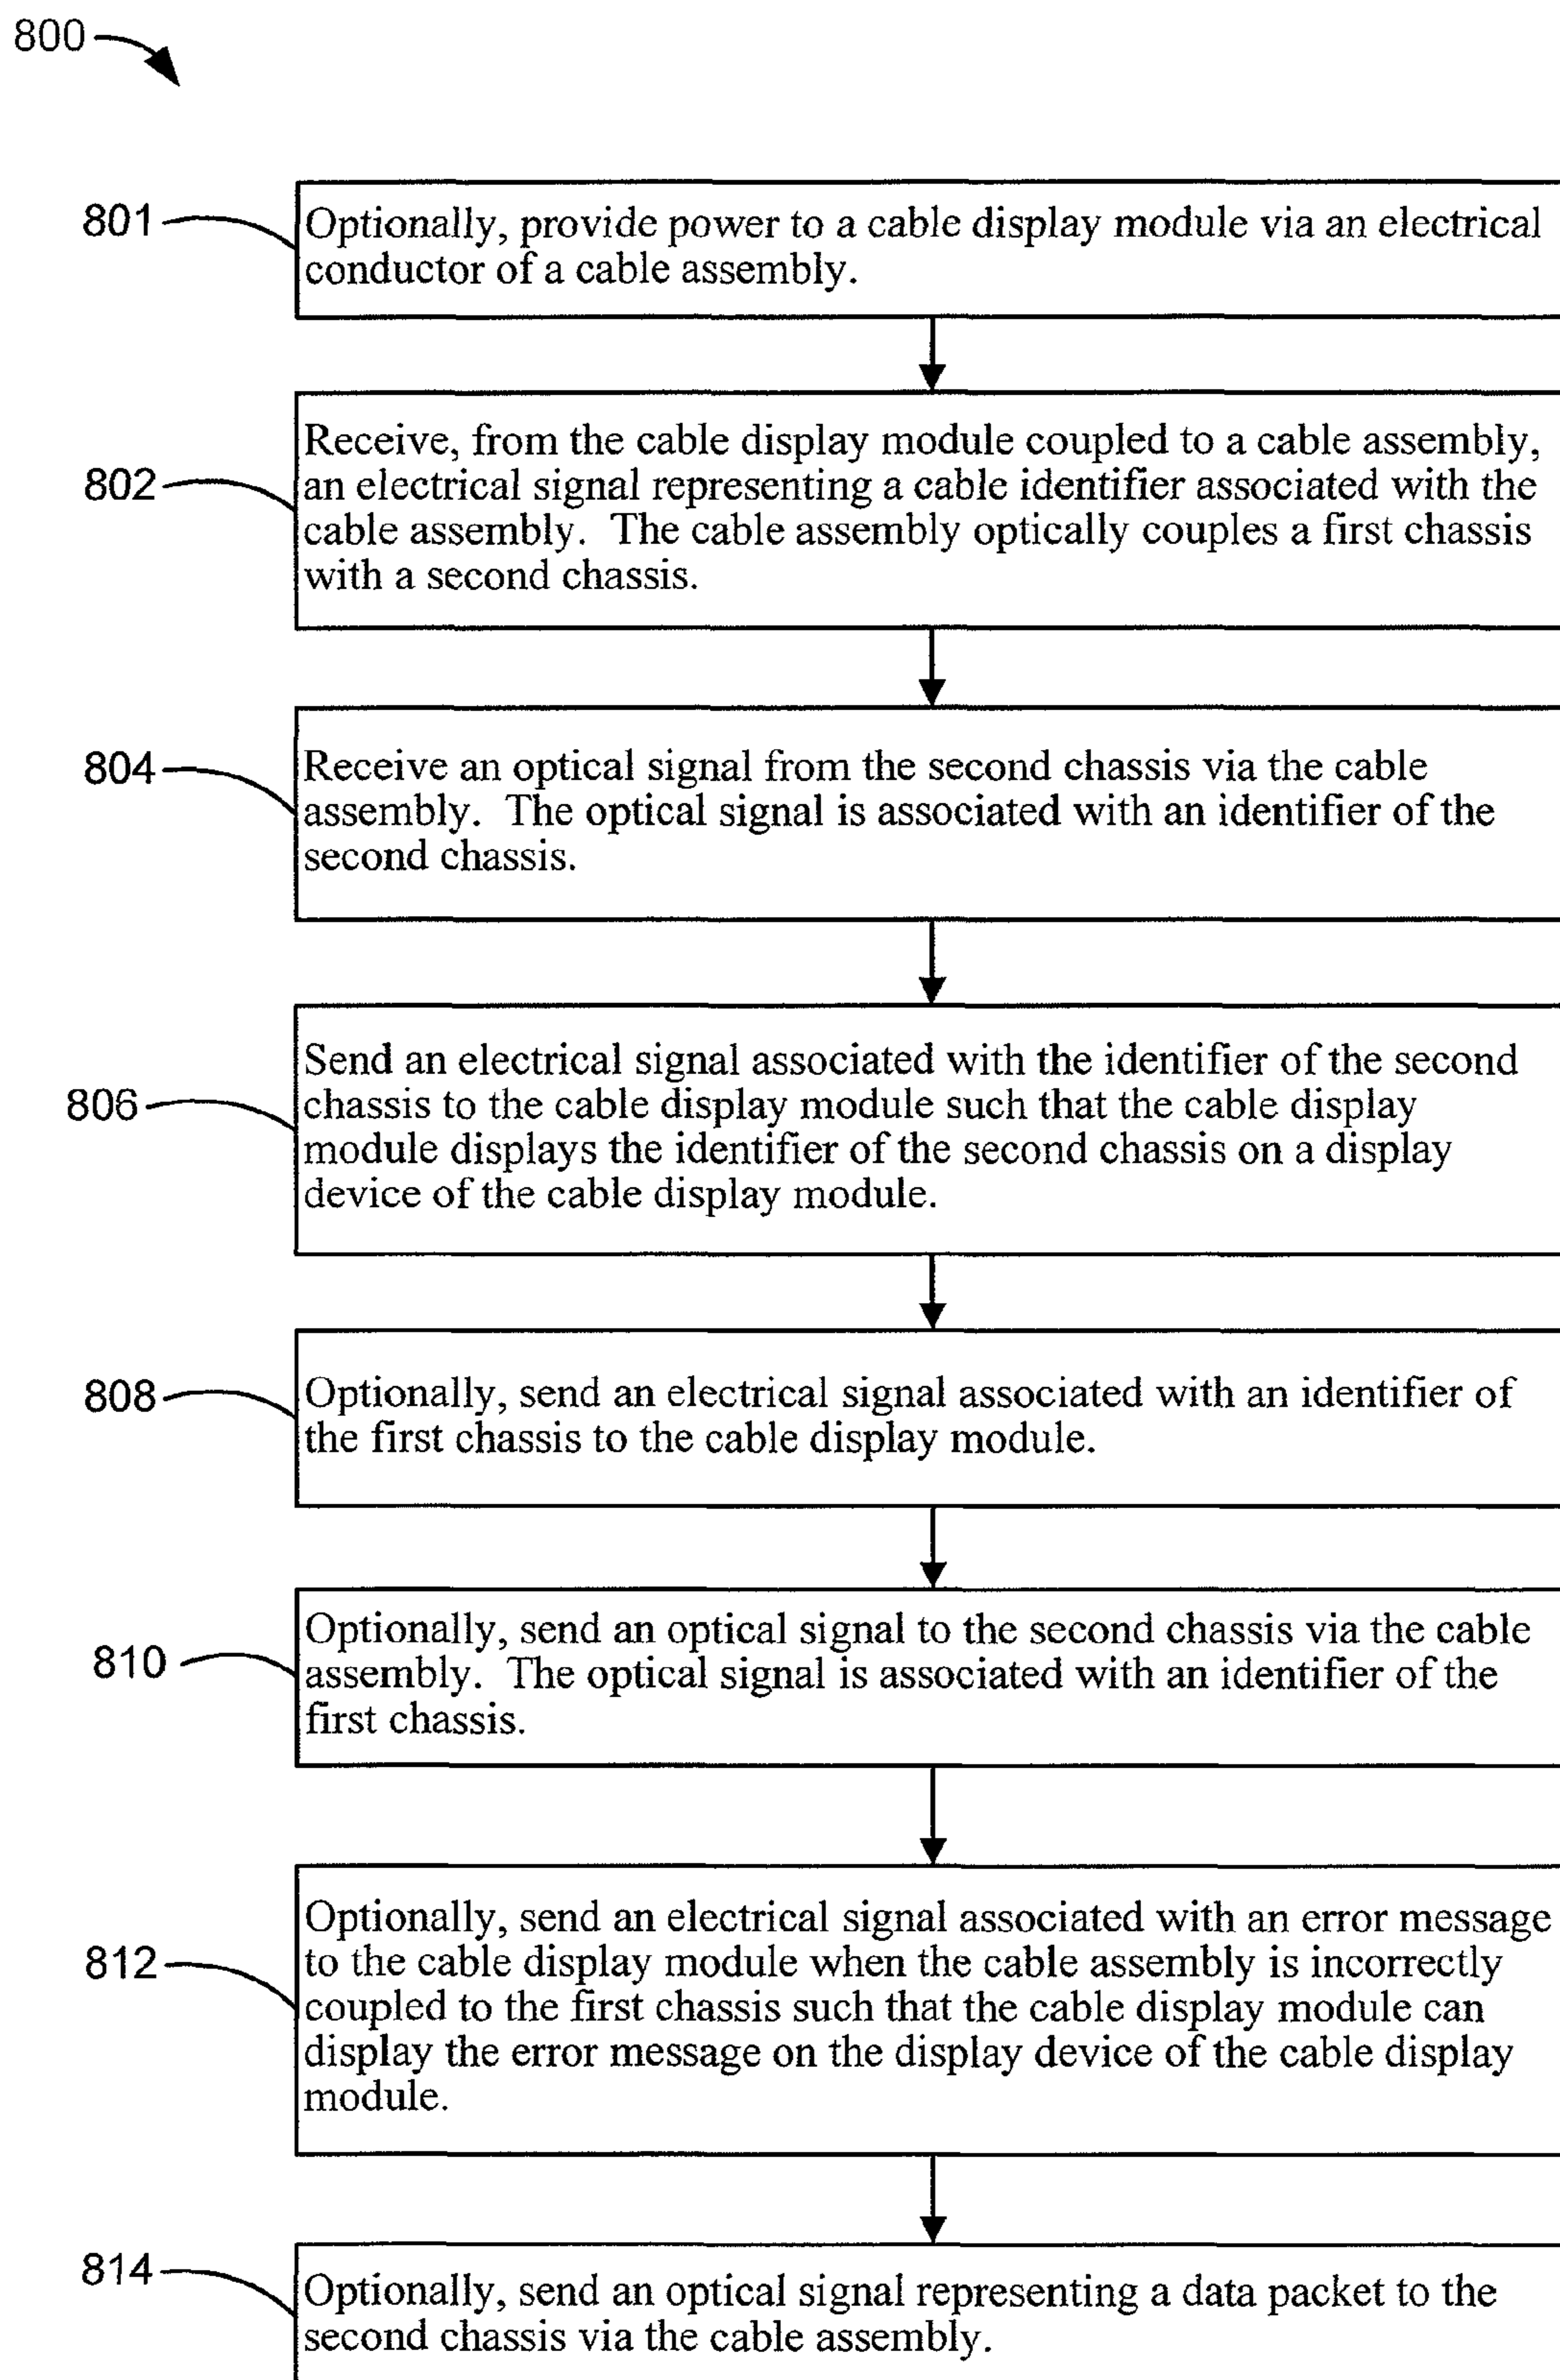 800
801
Optionally, provide power to a cable display module via an electrical
conductor of a cable assembly.
802
Receive, from the cable display module coupled to a cable assembly,
an electrical signal representing a cable identifier associated with the
cable assembly.  The cable assembly optically couples a first chassis
with a second chassis.
804
Receive an optical signal from the second chassis via the cable
assembly.  The optical signal is associated with an identifier of the
second chassis.
806
Send an electrical signal associated with the identifier of the second
chassis to the cable display module such that the cable display
module displays the identifier of the second chassis on a display
device of the cable display module.
808
Optionally, send an electrical signal associated with an identifier of
the first chassis to the cable display module.
810
Optionally, send an optical signal to the second chassis via the cable
assembly.  The optical signal is associated with an identifier of the
first chassis.
812
Optionally, send an electrical signal associated with an error message
to the cable display module when the cable assembly is incorrectly
coupled to the first chassis such that the cable display module can
display the error message on the display device of the cable display
module.
814
Optionally, send an optical signal representing a data packet to the
second chassis via the cable assembly.